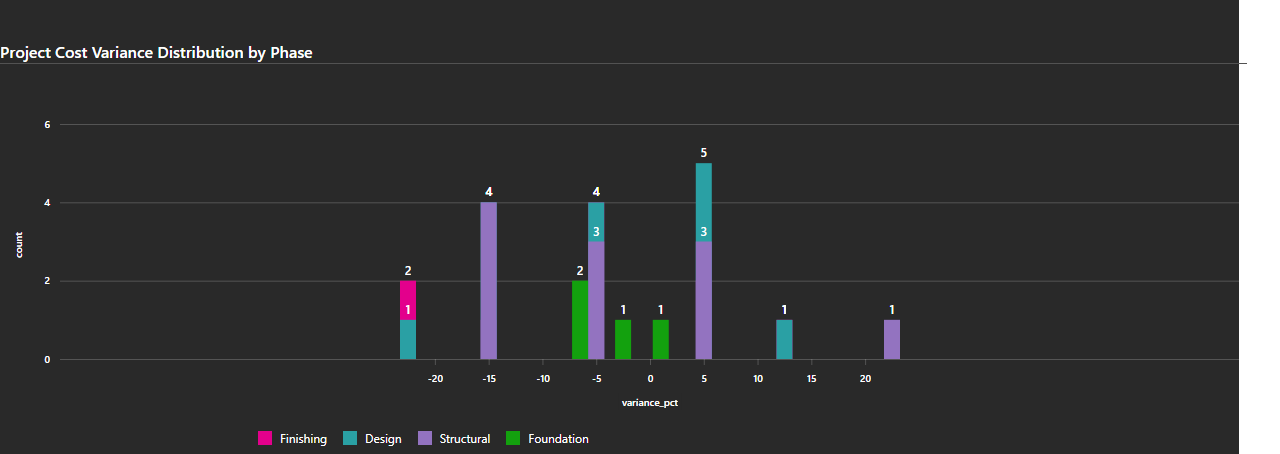 Project Cost Variance Distribution by Phase
6
5
4 4 4
3 3
count
2 2 2
1 1 1 1 1
0
-20 -15 -10 -5 0 5 10 15 20
variance_pct
Finishing Design Structural Foundation